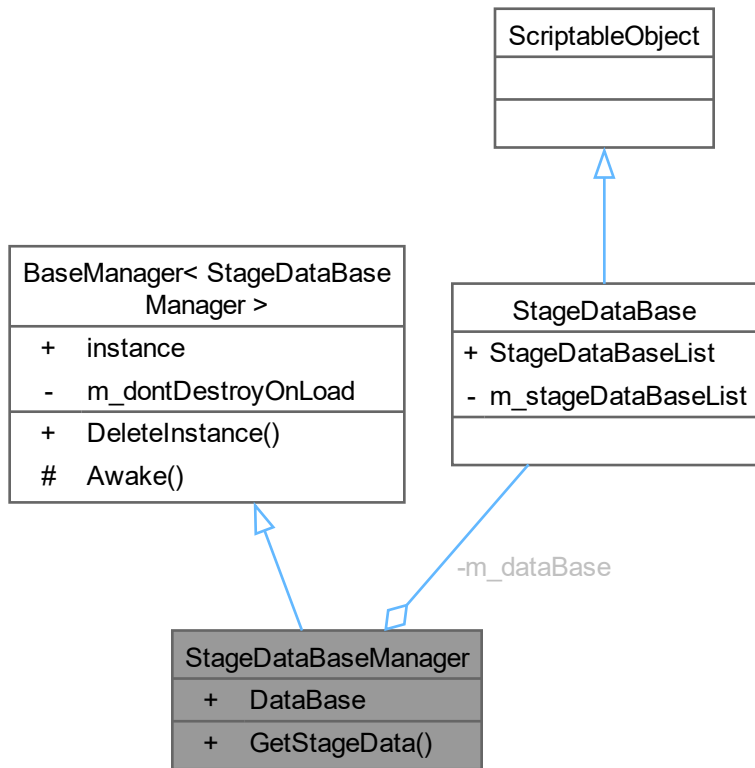 ScriptableObject
BaseManager< StageDataBase
Manager >
+ instance
- m_dontDestroyOnLoad
+ DeleteInstance()
# Awake()
StageDataBase
+ StageDataBaseList
- m_stageDataBaseList
-m_dataBase
StageDataBaseManager
+ DataBase
+ GetStageData()